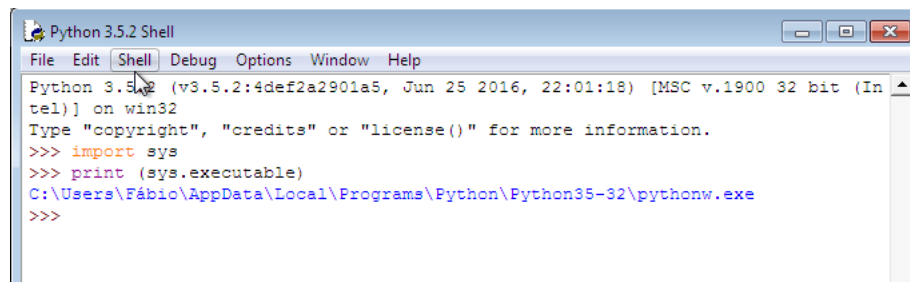 Python 3.5.2 Shell
File Edit Shell Debug Options Window Help
Python 3.5.2 (v3.5.2:4def2a2901a5, Jun 25 2016, 22:01:18) [MSC v.1900 32 bit (In
tel)] on win32
Type "copyright", "credits" or "license()" for more information.
>>> import sys
>>> print (sys.executable)
C:\Users\Fábio\AppData\Local\Programs\Python\Python35-32\pythonw.exe
>>>